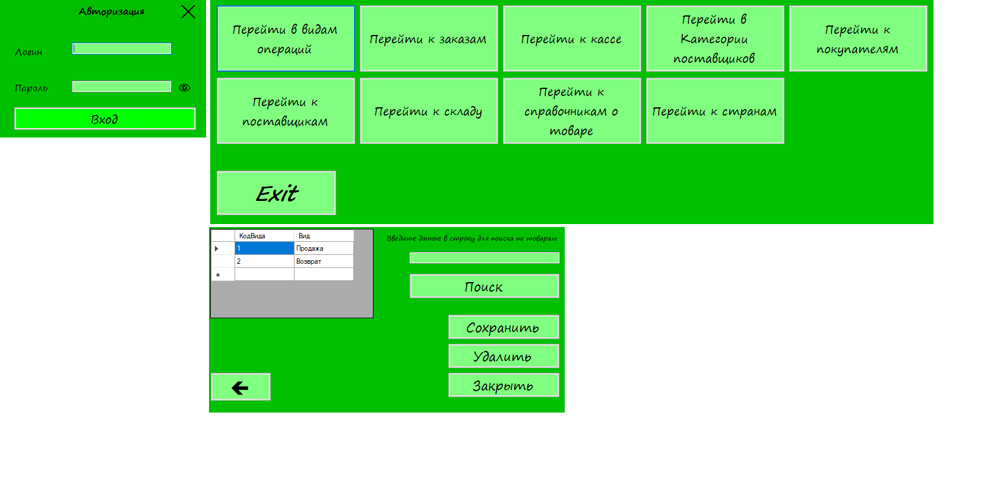 Авторизация
Логин
Пароль
Вход
Перейти в видам
операций
Перейти к заказам
Перейти к кассе
Перейти в
Категории
поставщиков
Перейти к
покупателям
Перейти к
поставщикам
Перейти к складу
Перейти к
справочникам о
товаре
Перейти к странам
Exit
КодВида Вид
1 Продажа
2 Возврат
Введите данные в строку для поиска по товарам
Поиск
Сохранить
Удалить
Закрыть